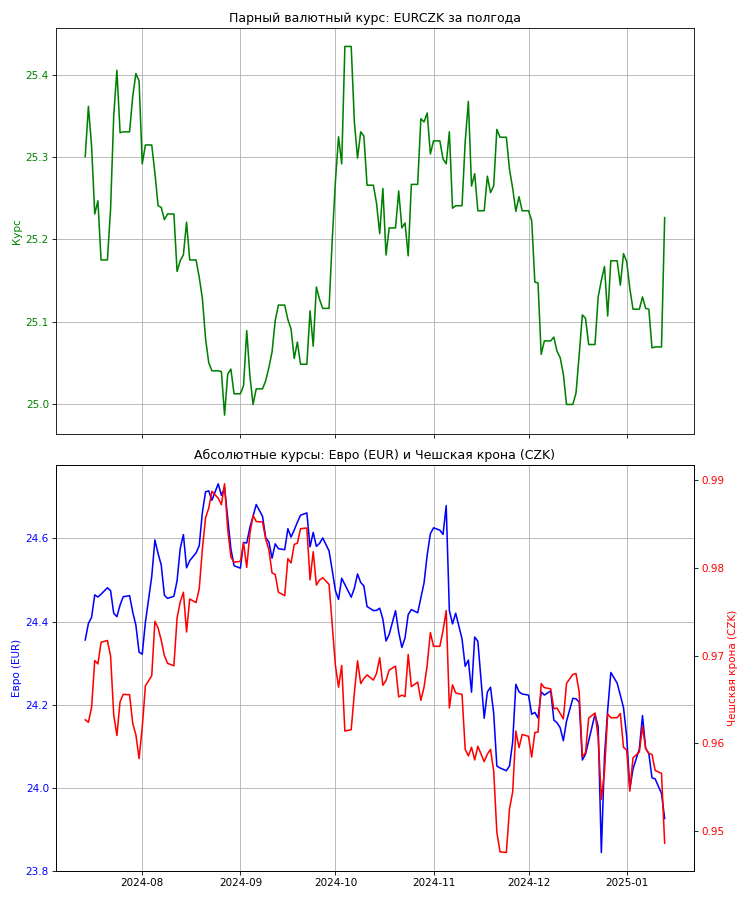 Парный валютный курс: EURCZK за полгода
25.4
25.3
25.2
25.1
25.0
Курс
Абсолютные курсы: Евро (EUR) и Чешская крона (CZK)
24.6
24.4
24.2
24.0
23.8
Евро (EUR)
0.99
0.98
0.97
0.96
0.95
Чешская крона (CZK)
2024-08 2024-09 2024-10 2024-11 2024-12 2025-01